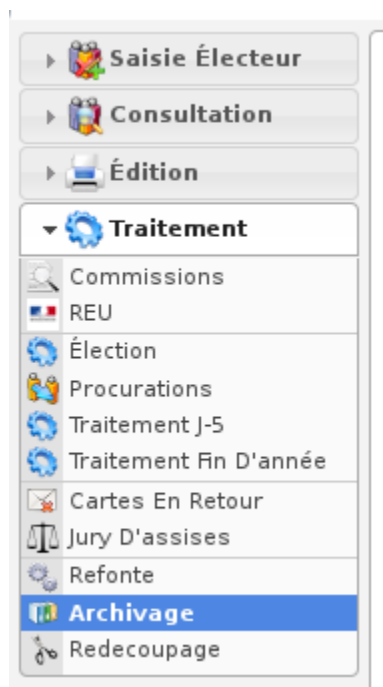 Saisie Électeur
Consultation
Édition
Traitement
Commissions
REU
Élection
Procurations
Traitement J-5
Traitement Fin D'année
Cartes En Retour
Jury D'assises
Refonte
Archivage
Redecoupage